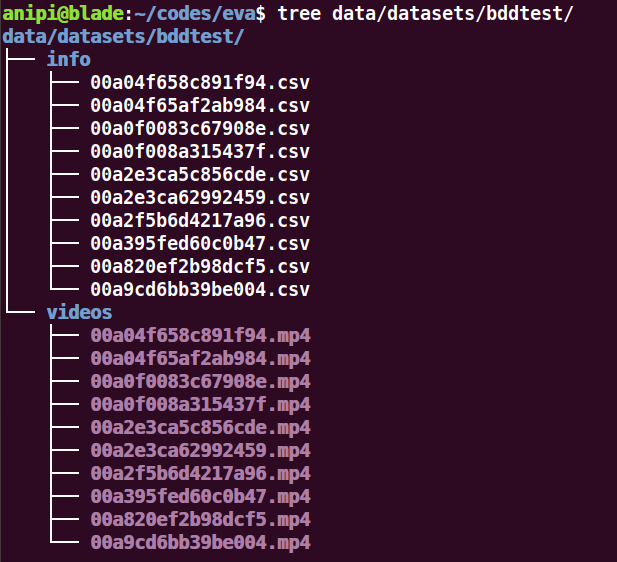 anipi@blade:~/codes/eva$ tree data/datasets/bddtest/
data/datasets/bddtest/
├── info
│   ├── 00a04f658c891f94.csv
│   ├── 00a04f65af2ab984.csv
│   ├── 00a0f0083c67908e.csv
│   ├── 00a0f008a315437f.csv
│   ├── 00a2e3ca5c856cde.csv
│   ├── 00a2e3ca62992459.csv
│   ├── 00a2f5b6d4217a96.csv
│   ├── 00a395fed60c0b47.csv
│   ├── 00a820ef2b98dcf5.csv
│   └── 00a9cd6bb39be004.csv
└── videos
    ├── 00a04f658c891f94.mp4
    ├── 00a04f65af2ab984.mp4
    ├── 00a0f0083c67908e.mp4
    ├── 00a0f008a315437f.mp4
    ├── 00a2e3ca5c856cde.mp4
    ├── 00a2e3ca62992459.mp4
    ├── 00a2f5b6d4217a96.mp4
    ├── 00a395fed60c0b47.mp4
    ├── 00a820ef2b98dcf5.mp4
    └── 00a9cd6bb39be004.mp4